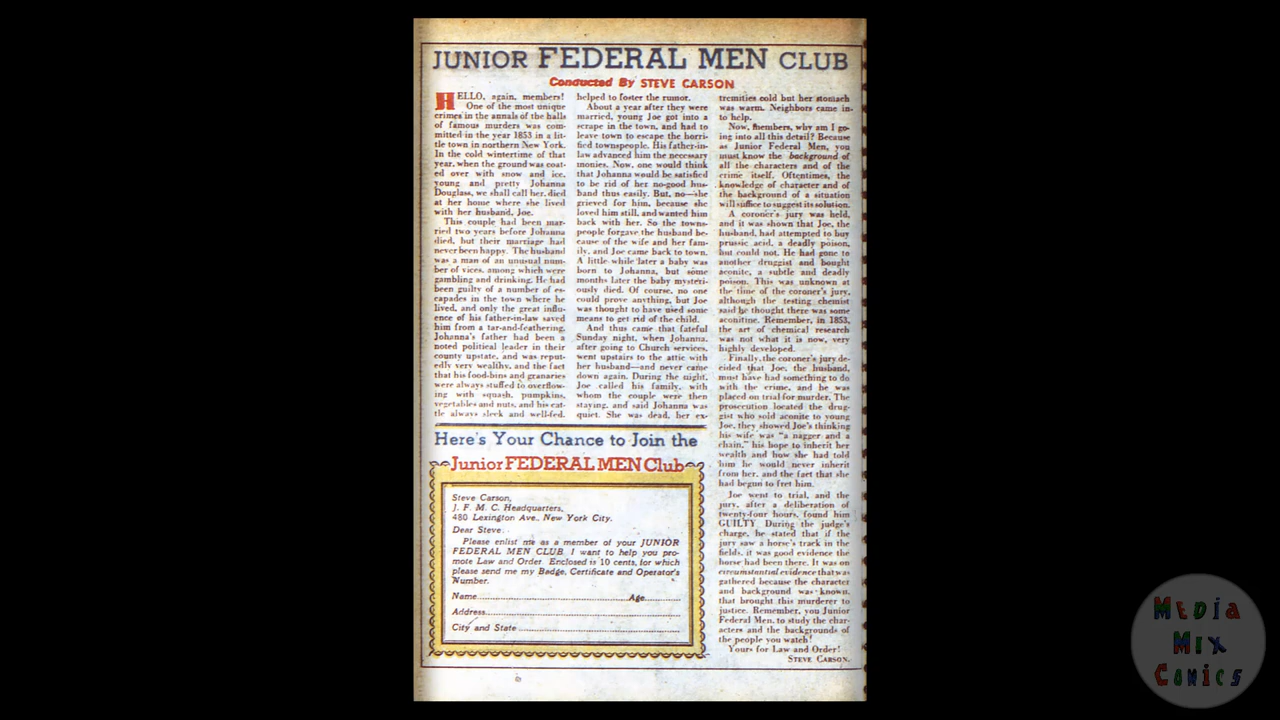 JUNIOR FEDERAL MEN CLUB
Conducted By STEVE CARSON
HELLO, again, members!
One of the most unique
crimes in the annals of the halls
of famous murders was com-
mitted in the year 1853 in a lit-
tle town in northern New York.
In the cold wintertime of that
year, when the ground was coat-
ed over with snow and ice,
young and pretty Johanna
Douglass, we shall call her, died
at her home where she lived
with her husband, Joe.
This couple had been mar-
ried two years before Johanna
died, but their marriage had
never been happy. The husband
was a man of an unusual num-
ber of vices, among which were
gambling and drinking. He had
been guilty of a number of es-
capades in the town where he
lived, and only the great influ-
ence of his father-in-law saved
him from a tar-and-feathering.
Johanna's father had been a
noted political leader in their
county upstate, and was reput-
edly very wealthy, and the fact
that his food-bins and granaries
were always stuffed to overflow-
ing with squash, pumpkins,
vegetables and nuts, and his cat-
tle always sleek and well-fed,
helped to foster the rumor.
About a year after they were
married, young Joe got into a
scrape in the town, and had to
leave town to escape the horri-
fied townspeople. His father-in-
law advanced him the necessary
monies. Now, one would think
that Johanna would be satisfied
to be rid of her no-good hus-
band thus easily. But, no—she
grieved for him, because she
loved him still, and wanted him
back with her. So the towns-
people forgave the husband be-
cause of the wife and her fam-
ily, and Joe came back to town.
A little while later a baby was
born to Johanna, but some
months later the baby mysteri-
ously died. Of course, no one
could prove anything, but Joe
was thought to have used some
means to get rid of the child.
And thus came that fateful
Sunday night, when Johanna,
after going to Church services,
went upstairs to the attic with
her husband—and never came
down again. During the night,
Joe called his family, with
whom the couple were then
staying, and said Johanna was
quiet. She was dead, her ex-
tremities cold but her stomach
was warm. Neighbors came in-
to help.
Now, members, why am I go-
ing into all this detail? Because
as Junior Federal Men, you
must know the background of
all the characters and of the
crime itself. Oftentimes, the
knowledge of character and of
the background of a situation
will suffice to suggest its solution.
A coroner's jury was held,
and it was shown that Joe, the
husband, had attempted to buy
prussic acid, a deadly poison,
but could not. He had gone to
another druggist and bought
aconite, a subtle and deadly
poison. This was unknown at
the time of the coroner's jury,
although the testing chemist
said he thought there was some
aconitine. Remember, in 1853,
the art of chemical research
was not what it is now, very
highly developed.
Finally, the coroner's jury de-
cided that Joe, the husband,
must have had something to do
with the crime, and he was
placed on trial for murder. The
prosecution located the drug-
gist who sold aconite to young
Joe, they showed Joe's thinking
his wife was "a nagger and a
chain," his hope to inherit her
wealth and how she had told
him he would never inherit
from her, and the fact that she
had begun to fret him.
Joe went to trial, and the
jury, after a deliberation of
twenty-four hours, found him
GUILTY. During the judge's
charge, he stated that if the
jury saw a horse's track in the
fields, it was good evidence the
horse had been there. It was on
circumstantial evidence that was
gathered because the character
and background was known,
that brought this murderer to
justice. Remember, you Junior
Federal Men, to study the char-
acters and the backgrounds of
the people you watch!
Yours for Law and Order!
STEVE CARSON.
Here's Your Chance to Join the
Junior FEDERAL MEN Club
Steve Carson,
J. F. M. C. Headquarters,
480 Lexington Ave., New York City.
Dear Steve:
Please enlist me as a member of your JUNIOR
FEDERAL MEN CLUB. I want to help you pro-
mote Law and Order. Enclosed is 10 cents, for which
please send me my Badge, Certificate and Operator's
Number.
Name Age
Address
City and State
MEDIA
MIX
COMICS